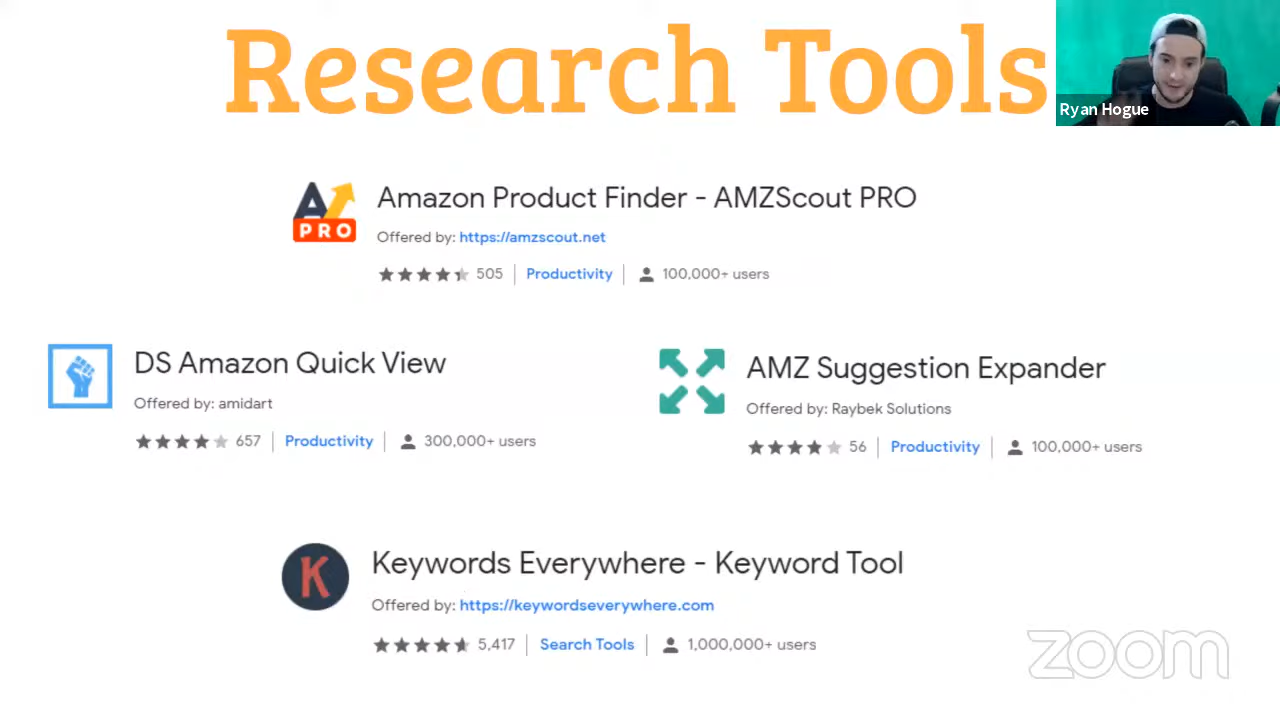 Research Tools
Ryan Hogue
PRO
Amazon Product Finder - AMZScout PRO
Offered by: https://amzscout.net
505 Productivity 100,000+ users
DS Amazon Quick View
Offered by: amidart
657 Productivity 300,000+ users
AMZ Suggestion Expander
Offered by: Raybek Solutions
56 Productivity 100,000+ users
K
Keywords Everywhere - Keyword Tool
Offered by: https://keywordseverywhere.com
5,417 Search Tools 1,000,000+ users
zoom